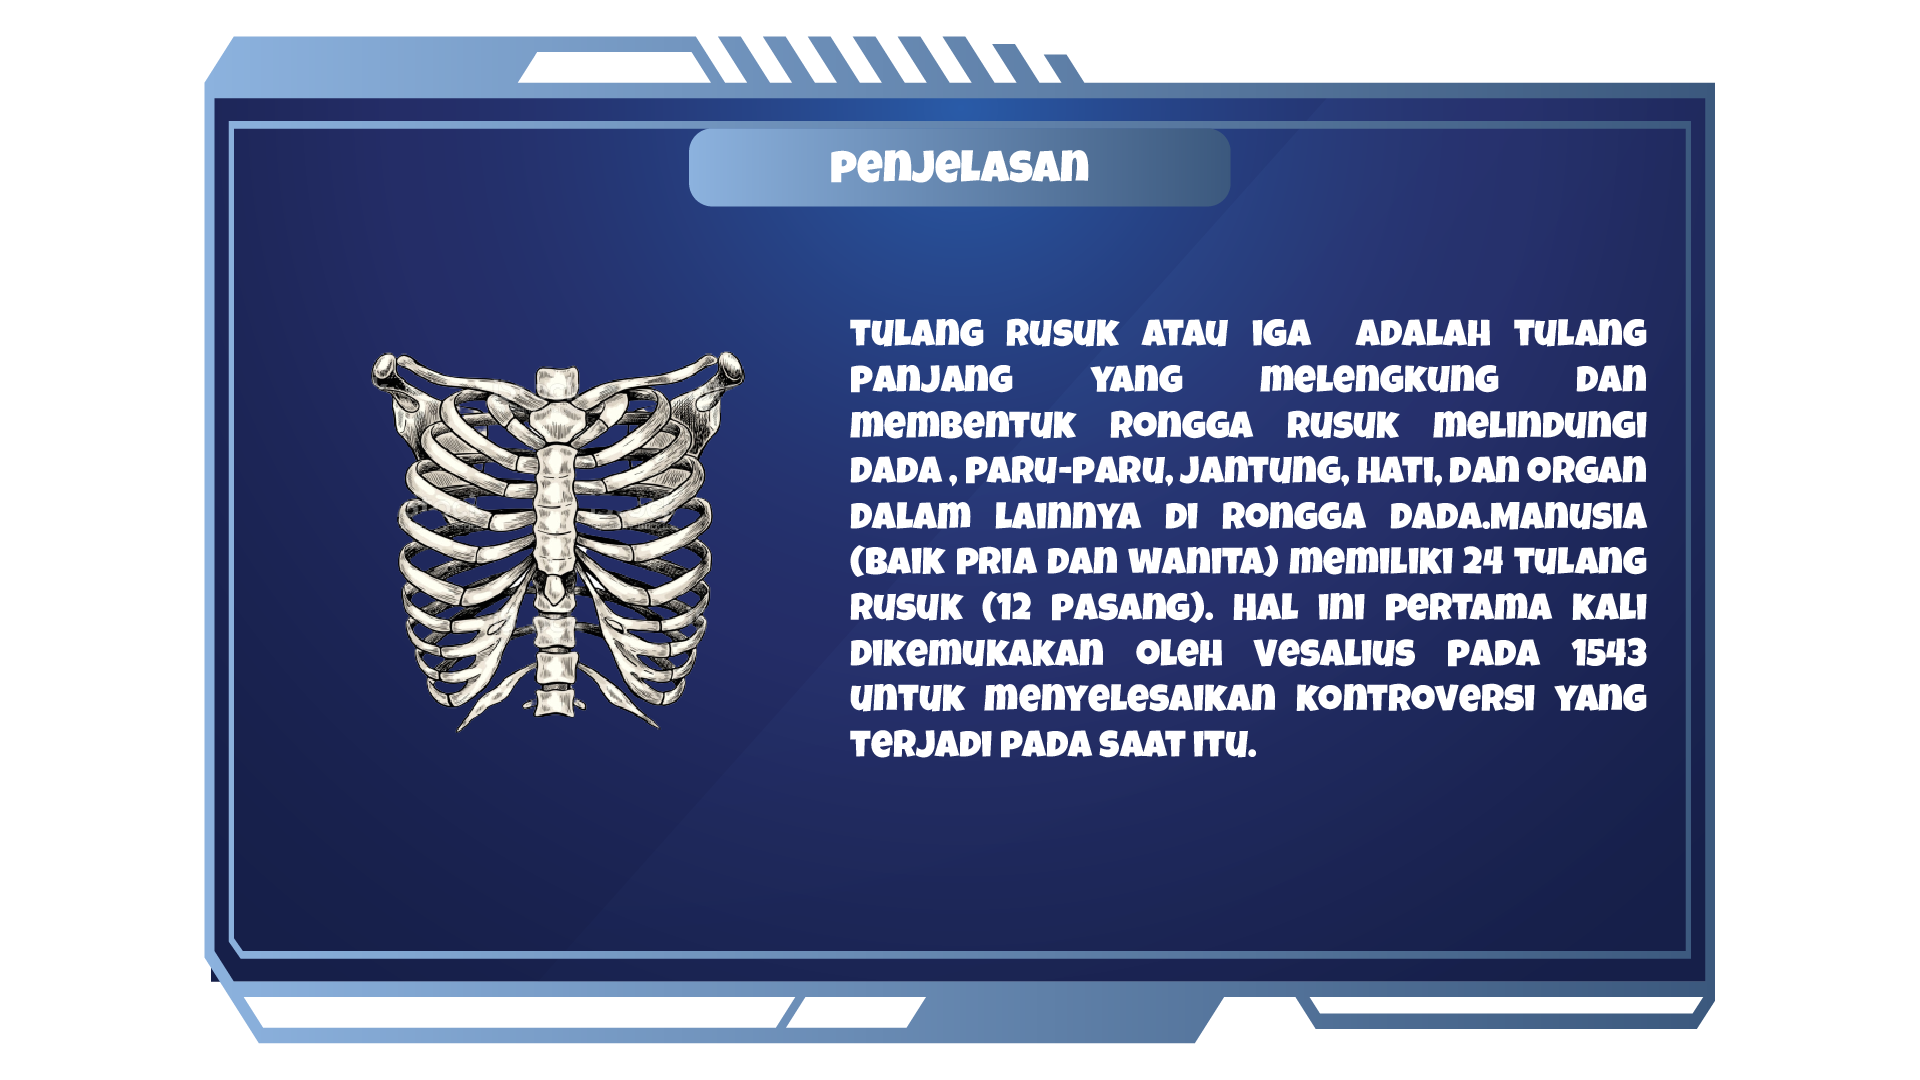 PENJELASAN
TULANG RUSUK ATAU IGA ADALAH TULANG
PANJANG YANG MELENGKUNG DAN
MEMBENTUK RONGGA RUSUK MELINDUNGI
DADA , PARU-PARU, JANTUNG, HATI, DAN ORGAN
DALAM LAINNYA DI RONGGA DADA.MANUSIA
(BAIK PRIA DAN WANITA) MEMILIKI 24 TULANG
RUSUK (12 PASANG). HAL INI PERTAMA KALI
DIKEMUKAKAN OLEH VESALIUS PADA 1543
UNTUK MENYELESAIKAN KONTROVERSI YANG
TERJADI PADA SAAT ITU.